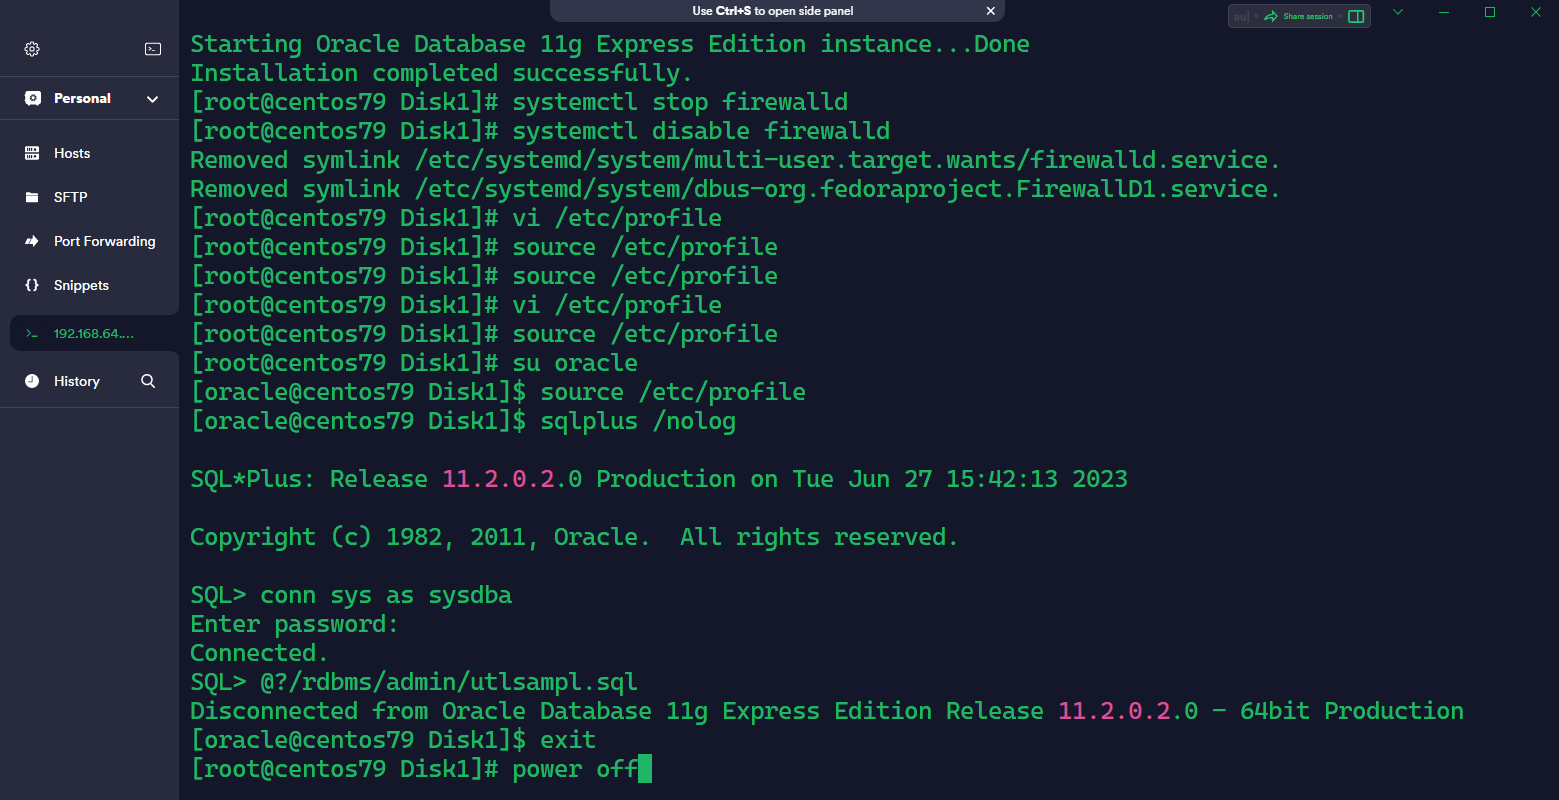 Use Ctrl+S to open side panel
Share session
Personal
Hosts
SFTP
Port Forwarding
Snippets
192.168.64....
History
Starting Oracle Database 11g Express Edition instance...Done
Installation completed successfully.
[root@centos79 Disk1]# systemctl stop firewalld
[root@centos79 Disk1]# systemctl disable firewalld
Removed symlink /etc/systemd/system/multi-user.target.wants/firewalld.service.
Removed symlink /etc/systemd/system/dbus-org.fedoraproject.FirewallD1.service.
[root@centos79 Disk1]# vi /etc/profile
[root@centos79 Disk1]# source /etc/profile
[root@centos79 Disk1]# source /etc/profile
[root@centos79 Disk1]# vi /etc/profile
[root@centos79 Disk1]# source /etc/profile
[root@centos79 Disk1]# su oracle
[oracle@centos79 Disk1]$ source /etc/profile
[oracle@centos79 Disk1]$ sqlplus /nolog
SQL*Plus: Release 11.2.0.2.0 Production on Tue Jun 27 15:42:13 2023
Copyright (c) 1982, 2011, Oracle.  All rights reserved.
SQL> conn sys as sysdba
Enter password:
Connected.
SQL> @?/rdbms/admin/utlsampl.sql
Disconnected from Oracle Database 11g Express Edition Release 11.2.0.2.0 - 64bit Production
[oracle@centos79 Disk1]$ exit
[root@centos79 Disk1]# power off